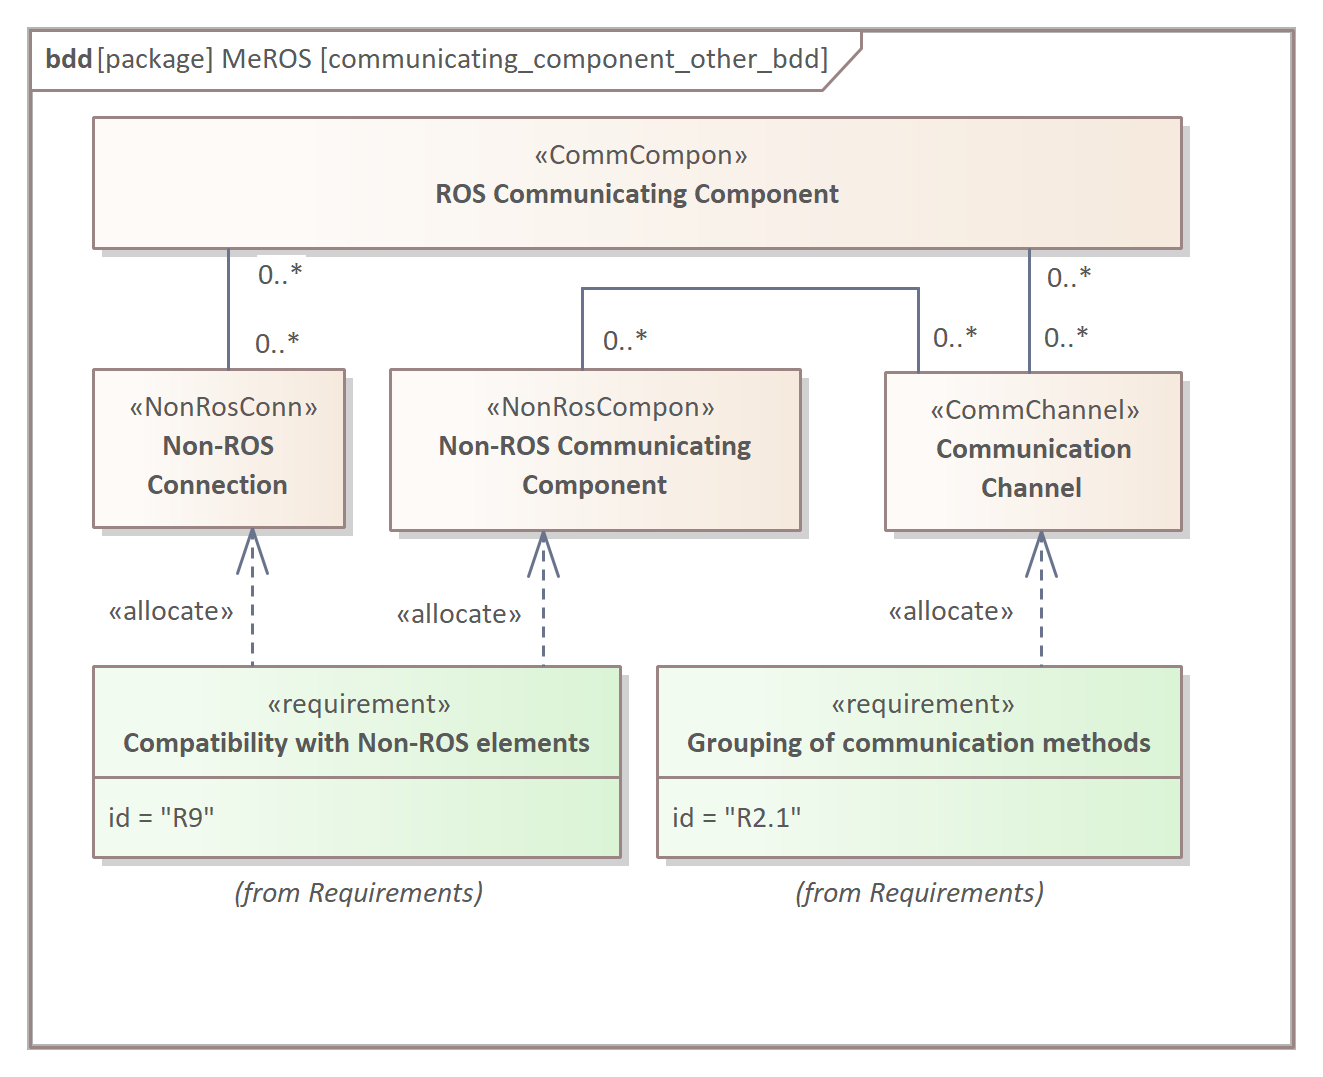 bdd [package] MeROS [communicating_component_other_bdd]
«CommCompon»
ROS Communicating Component
0..*
0..*
0..*
0..*
0..*
0..*
«NonRosConn»
Non-ROS
Connection
«NonRosCompon»
Non-ROS Communicating
Component
«CommChannel»
Communication
Channel
«allocate»
«allocate»
«allocate»
«requirement»
Compatibility with Non-ROS elements
id = "R9"
(from Requirements)
«requirement»
Grouping of communication methods
id = "R2.1"
(from Requirements)